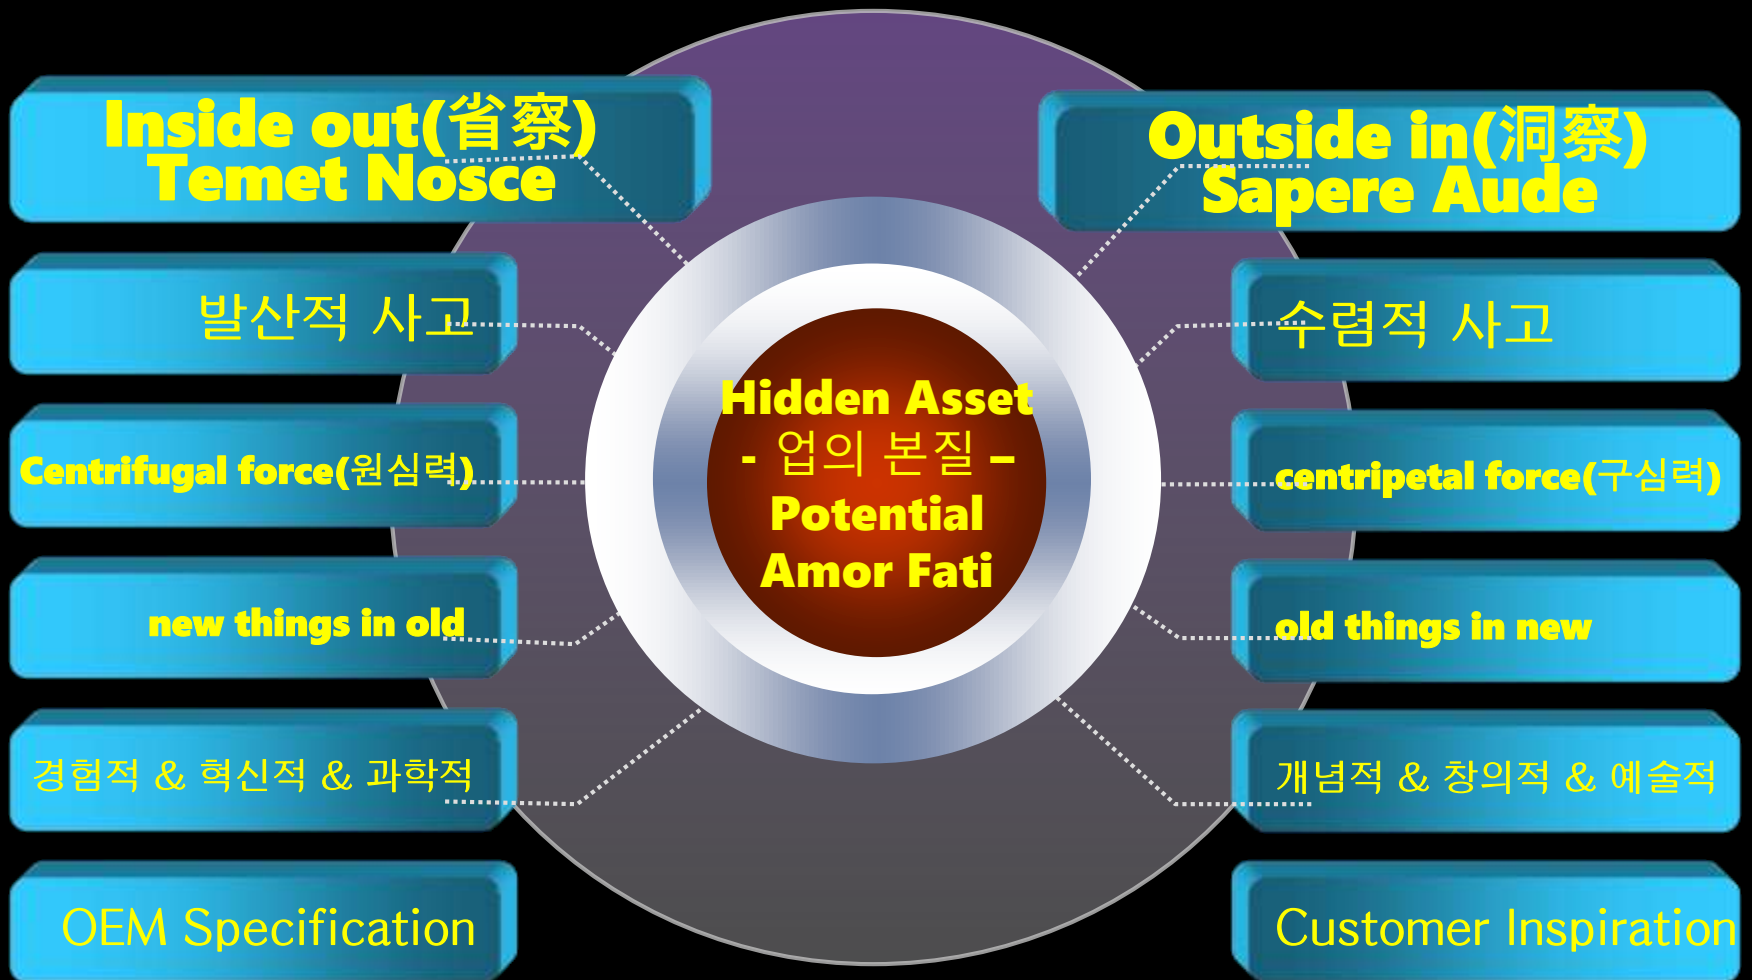 Inside out(省察)
Temet Nosce
발산적 사고
Centrifugal force(원심력)
new things in old
경험적 & 혁신적 & 과학적
OEM Specification
Hidden Asset
- 업의 본질 –
Potential
Amor Fati
Outside in(洞察)
Sapere Aude
수렴적 사고
centripetal force(구심력)
old things in new
개념적 & 창의적 & 예술적
Customer Inspiration